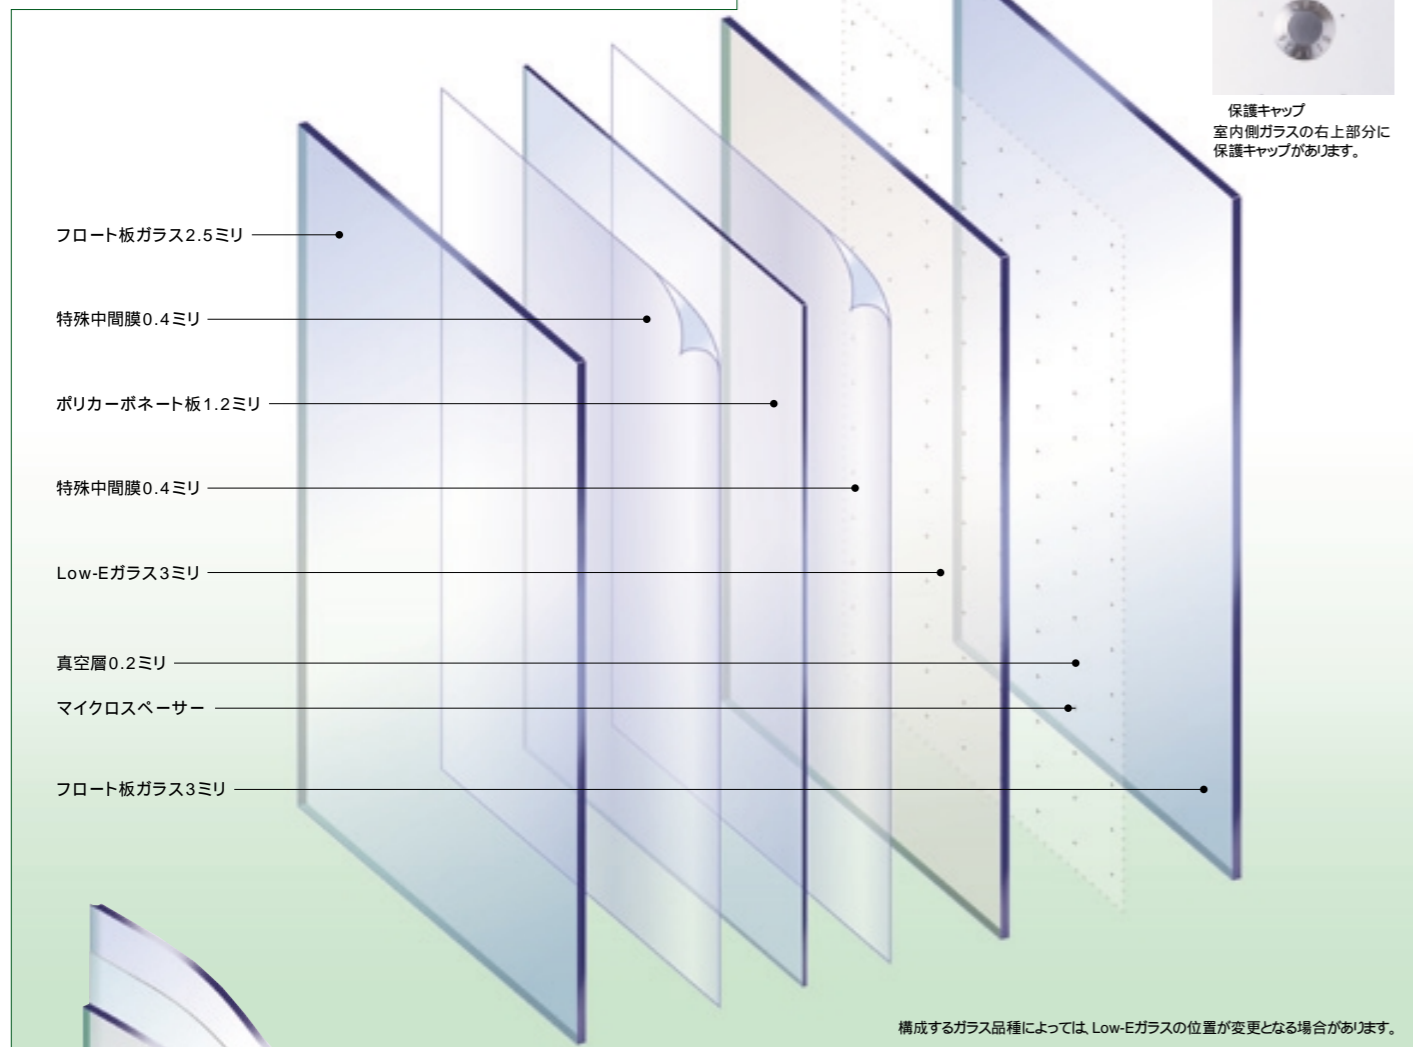 保護キャップ
室内側ガラスの右上部分に
保護キャップがあります。
フロート板ガラス2.5ミリ
特殊中間膜0.4ミリ
ポリカーボネート板1.2ミリ
特殊中間膜0.4ミリ
Low-Eガラス3ミリ
真空層0.2ミリ
マイクロスペーサー
フロート板ガラス3ミリ
構成するガラス品種によっては、Low-Eガラスの位置が変更となる場合があります。